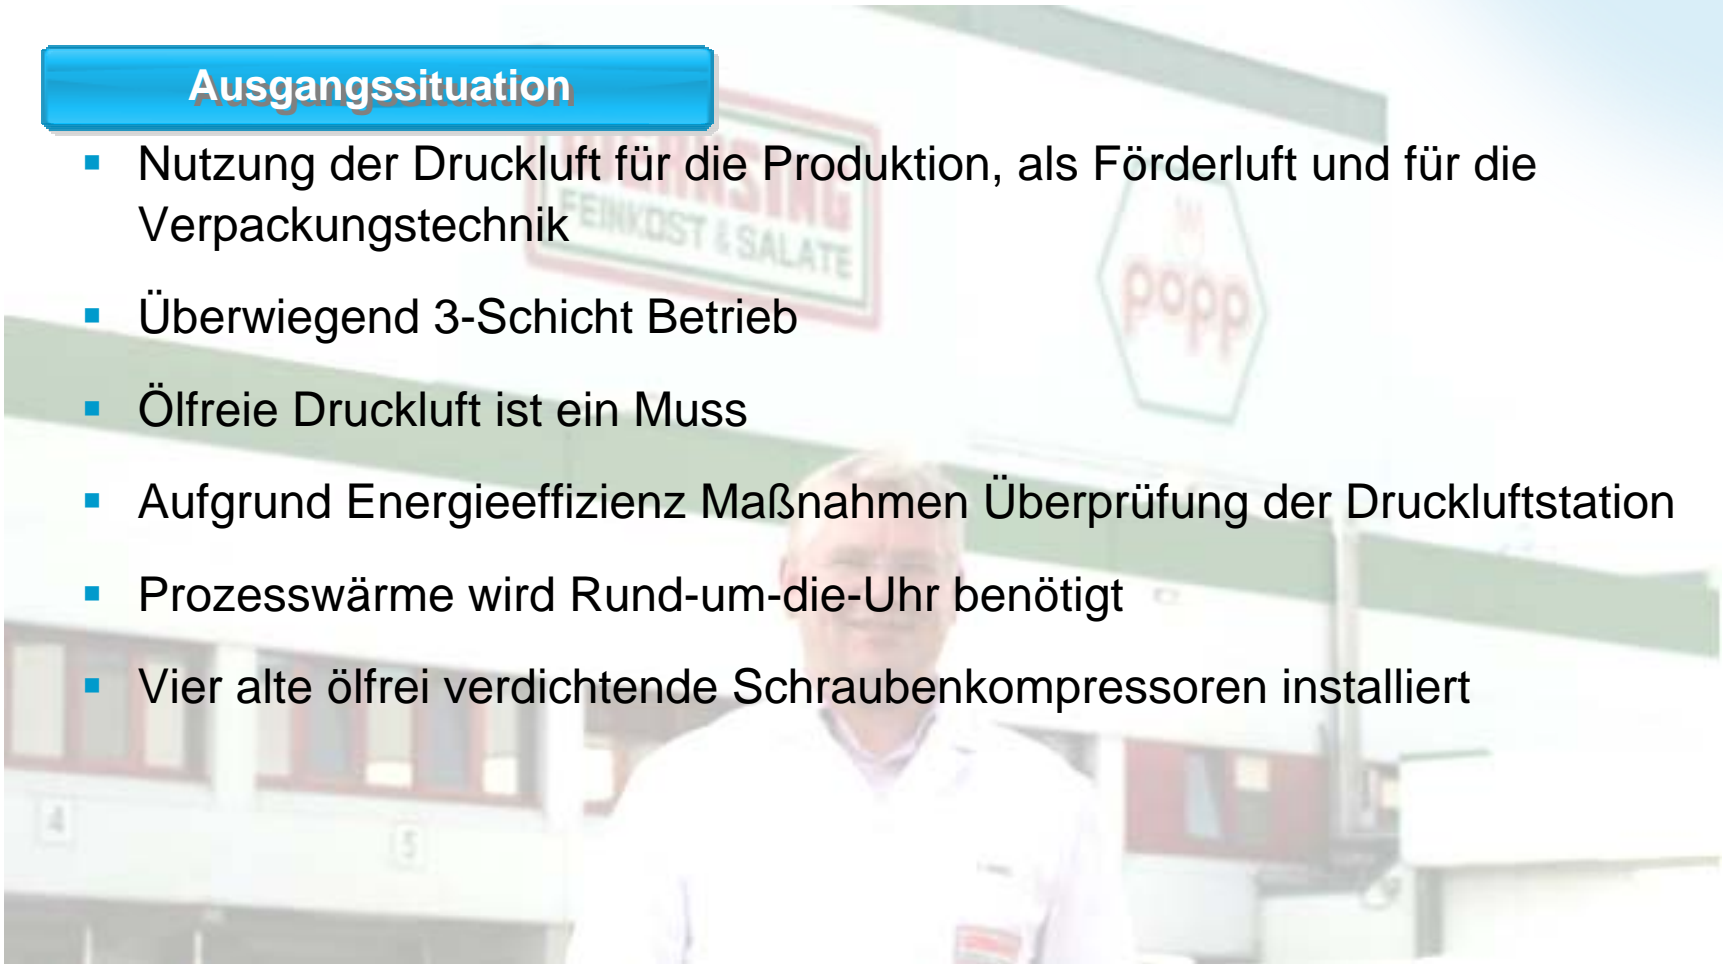 Ausgangssituation
Nutzung der Druckluft für die Produktion, als Förderluft und für die
Verpackungstechnik
FEINKOST & SALATE
popp
Überwiegend 3-Schicht Betrieb
Ölfreie Druckluft ist ein Muss
Aufgrund Energieeffizienz Maßnahmen Überprüfung der Druckluftstation
Prozesswärme wird Rund-um-die-Uhr benötigt
Vier alte ölfrei verdichtende Schraubenkompressoren installiert
4
5